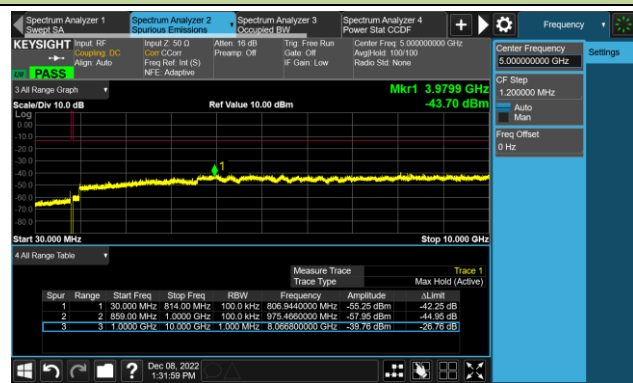 Spectrum Analyzer 1
Swept SA
Spectrum Analyzer 2
Spurious Emissions
Spectrum Analyzer 3
Occupied BW
Spectrum Analyzer 4
Power Stat CCDF
Frequency
KEYSIGHT
Input: RF
Coupling: DC
Align: Auto
Input Z: 50 Ω
Corr CCorr
Freq Ref: Int (S)
NFE: Adaptive
Atten: 16 dB
Preamp: Off
Trig: Free Run
Gate: Off
IF Gain: Low
Center Freq: 5.000000000 GHz
Avg|Hold: 100/100
Radio Std: None
PASS
Center Frequency
5.000000000 GHz
Settings
CF Step
1.200000 MHz
Auto
Man
Freq Offset
0 Hz
3 All Range Graph
Mkr1 3.9799 GHz
Scale/Div 10.0 dB
Ref Value 10.00 dBm
-43.70 dBm
Log
0.00
-10.0
-20.0
-30.0
-40.0
-50.0
-60.0
-70.0
-80.0
1
Start 30.000 MHz
Stop 10.000 GHz
4 All Range Table
Measure Trace Trace 1
Trace Type Max Hold (Active)
Spur Range Start Freq Stop Freq RBW Frequency Amplitude ΔLimit
1 1 30.000 MHz 814.00 MHz 100.0 kHz 806.9440000 MHz -55.25 dBm -42.25 dB
2 2 859.00 MHz 1.0000 GHz 100.0 kHz 975.4660000 MHz -57.95 dBm -44.95 dB
3 3 1.0000 GHz 10.000 GHz 1.000 MHz 8.066800000 GHz -39.76 dBm -26.76 dB
Dec 08, 2022
1:31:59 PM